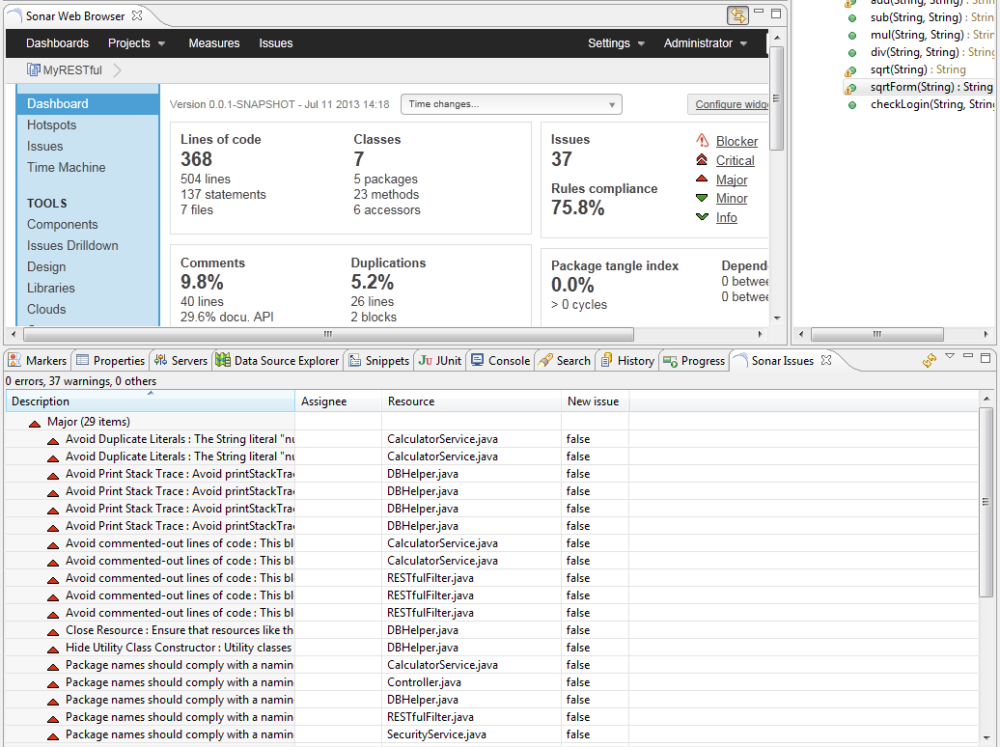 Sonar Web Browser
Dashboards Projects Measures Issues Settings Administrator
MyRESTful
Dashboard
Hotspots
Issues
Time Machine
TOOLS
Components
Issues Drilldown
Design
Libraries
Clouds
Version 0.0.1-SNAPSHOT - Jul 11 2013 14:18 Time changes... Configure widg
Lines of code
368
504 lines
137 statements
7 files
Classes
7
5 packages
23 methods
6 accessors
Issues
37
Rules compliance
75.8%
Blocker
Critical
Major
Minor
Info
Comments
9.8%
40 lines
29.6% docu. API
Duplications
5.2%
26 lines
2 blocks
Package tangle index
0.0%
> 0 cycles
Depend
0 betwe
0 betwe
add(String, String) : Strin
sub(String, String) : Strin
mul(String, String) : Strin
div(String, String) : String
sqrt(String) : String
sqrtForm(String) : String
checkLogin(String, String
Markers Properties Servers Data Source Explorer Snippets Ju JUnit Console Search History Progress Sonar Issues
0 errors, 37 warnings, 0 others
Description Assignee Resource New issue
Major (29 items)
Avoid Duplicate Literals : The String literal "nu CalculatorService.java false
Avoid Duplicate Literals : The String literal "nu CalculatorService.java false
Avoid Print Stack Trace : Avoid printStackTrac DBHelper.java false
Avoid Print Stack Trace : Avoid printStackTrac DBHelper.java false
Avoid Print Stack Trace : Avoid printStackTrac DBHelper.java false
Avoid Print Stack Trace : Avoid printStackTrac DBHelper.java false
Avoid commented-out lines of code : This bl CalculatorService.java false
Avoid commented-out lines of code : This bl CalculatorService.java false
Avoid commented-out lines of code : This bl RESTfulFilter.java false
Avoid commented-out lines of code : This bl RESTfulFilter.java false
Avoid commented-out lines of code : This bl RESTfulFilter.java false
Close Resource : Ensure that resources like th DBHelper.java false
Hide Utility Class Constructor : Utility classes DBHelper.java false
Package names should comply with a namin CalculatorService.java false
Package names should comply with a namin Controller.java false
Package names should comply with a namin DBHelper.java false
Package names should comply with a namin RESTfulFilter.java false
Package names should comply with a namin SecurityService.java false